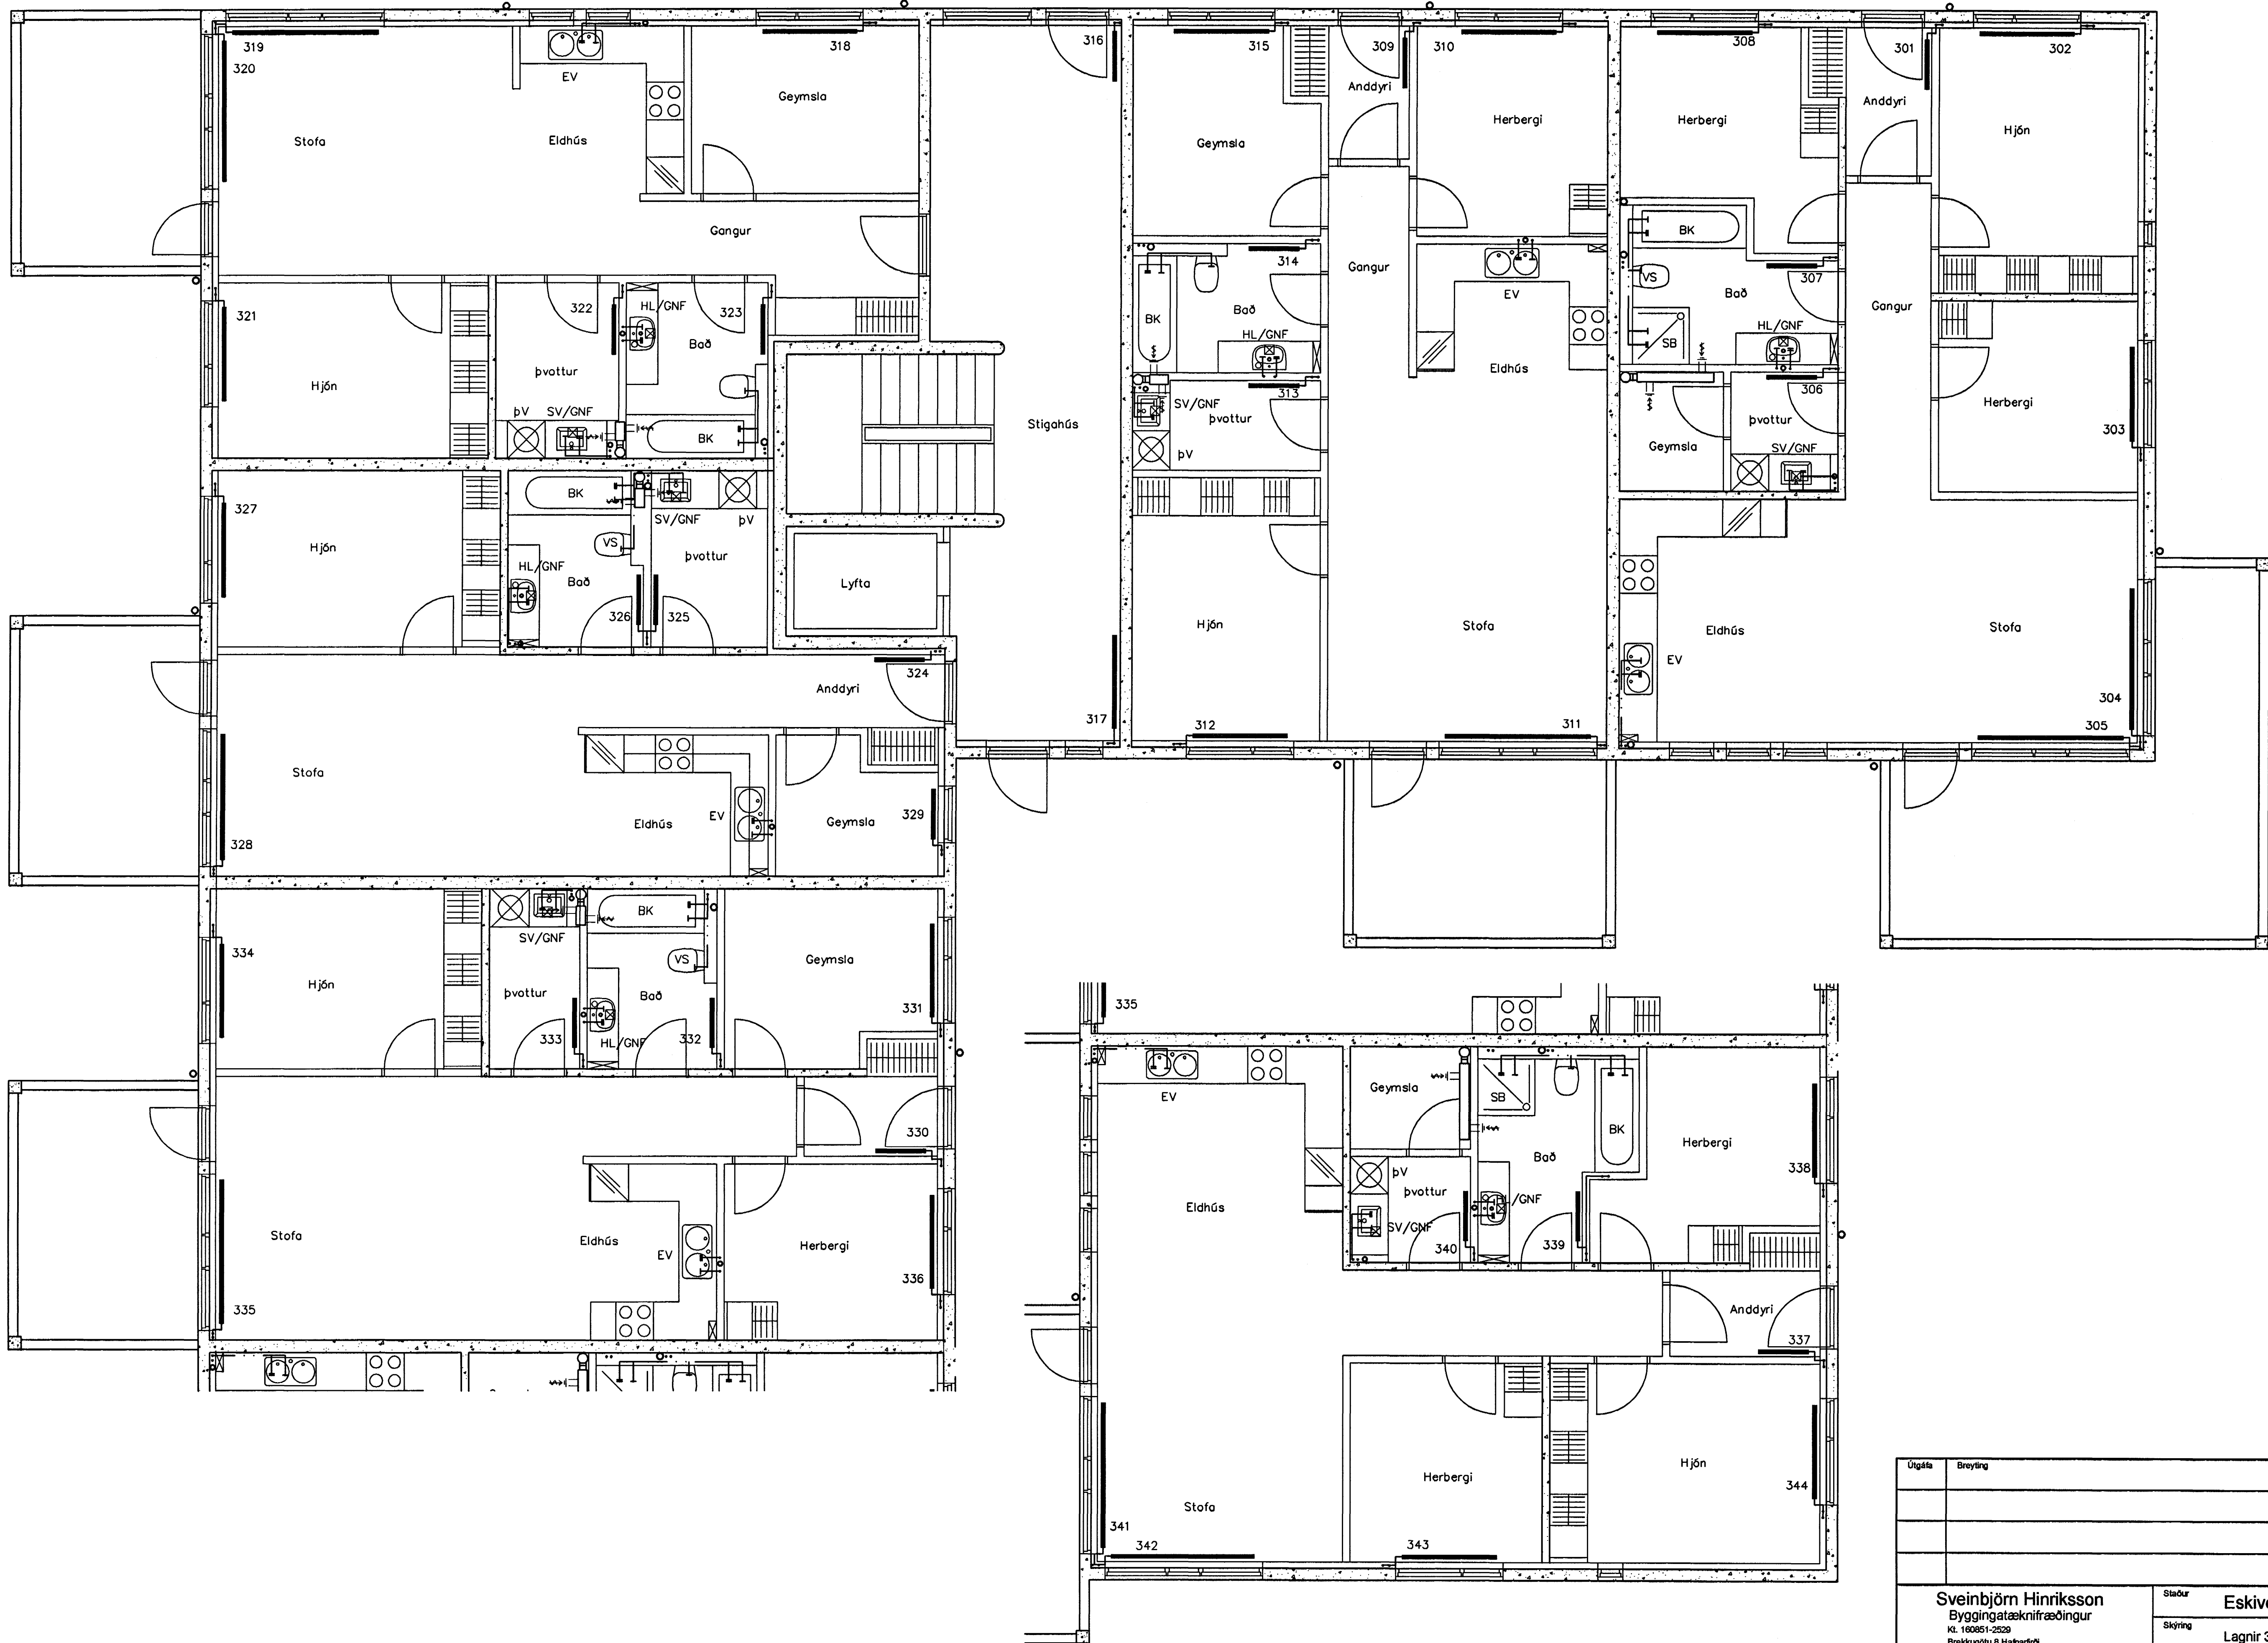 319
318
316
315
309
310
308
301
302
320
EV
Geymsla
Anddyri
Anddyri
Stofa
Eldhús
Geymsla
Herbergi
Herbergi
Hjón
Gangur
BK
314
Gangur
VS
307
EV
Bað
Gangur
321
322
HL/GNF
323
BK
Bað
HL/GNF
HL/GNF
Bað
SB
Hjón
þvottur
Eldhús
313
306
Herbergi
þV
SV/GNF
BK
Stigahús
SV/GNF
þvottur
þvottur
303
Geymsla
SV/GNF
þV
327
BK
SV/GNF
þV
Hjón
VS
þvottur
HL/GNF
Bað
Lyfta
326
325
Hjón
Stofa
Eldhús
Stofa
EV
324
Anddyri
304
317
312
311
305
Stofa
EV
Eldhús
Geymsla
329
328
BK
SV/GNF
334
VS
Geymsla
Hjón
þvottur
Bað
331
335
333
HL/GNF
332
Geymsla
EV
SB
BK
330
Herbergi
Bað
338
þV
þvottur
/GNF
Eldhús
SV/GNF
Stofa
Eldhús
EV
Herbergi
340
339
336
335
Anddyri
337
Herbergi
Hjón
344
Stofa
341
342
343
Útgáfa
Breyting
Sveinbjörn Hinriksson
Byggingatæknifræðingur
Kt. 160851-2529
Brekkugötu 8 Hafnarfirði
Staður
Eskiv
Skýring
Lagnir 3